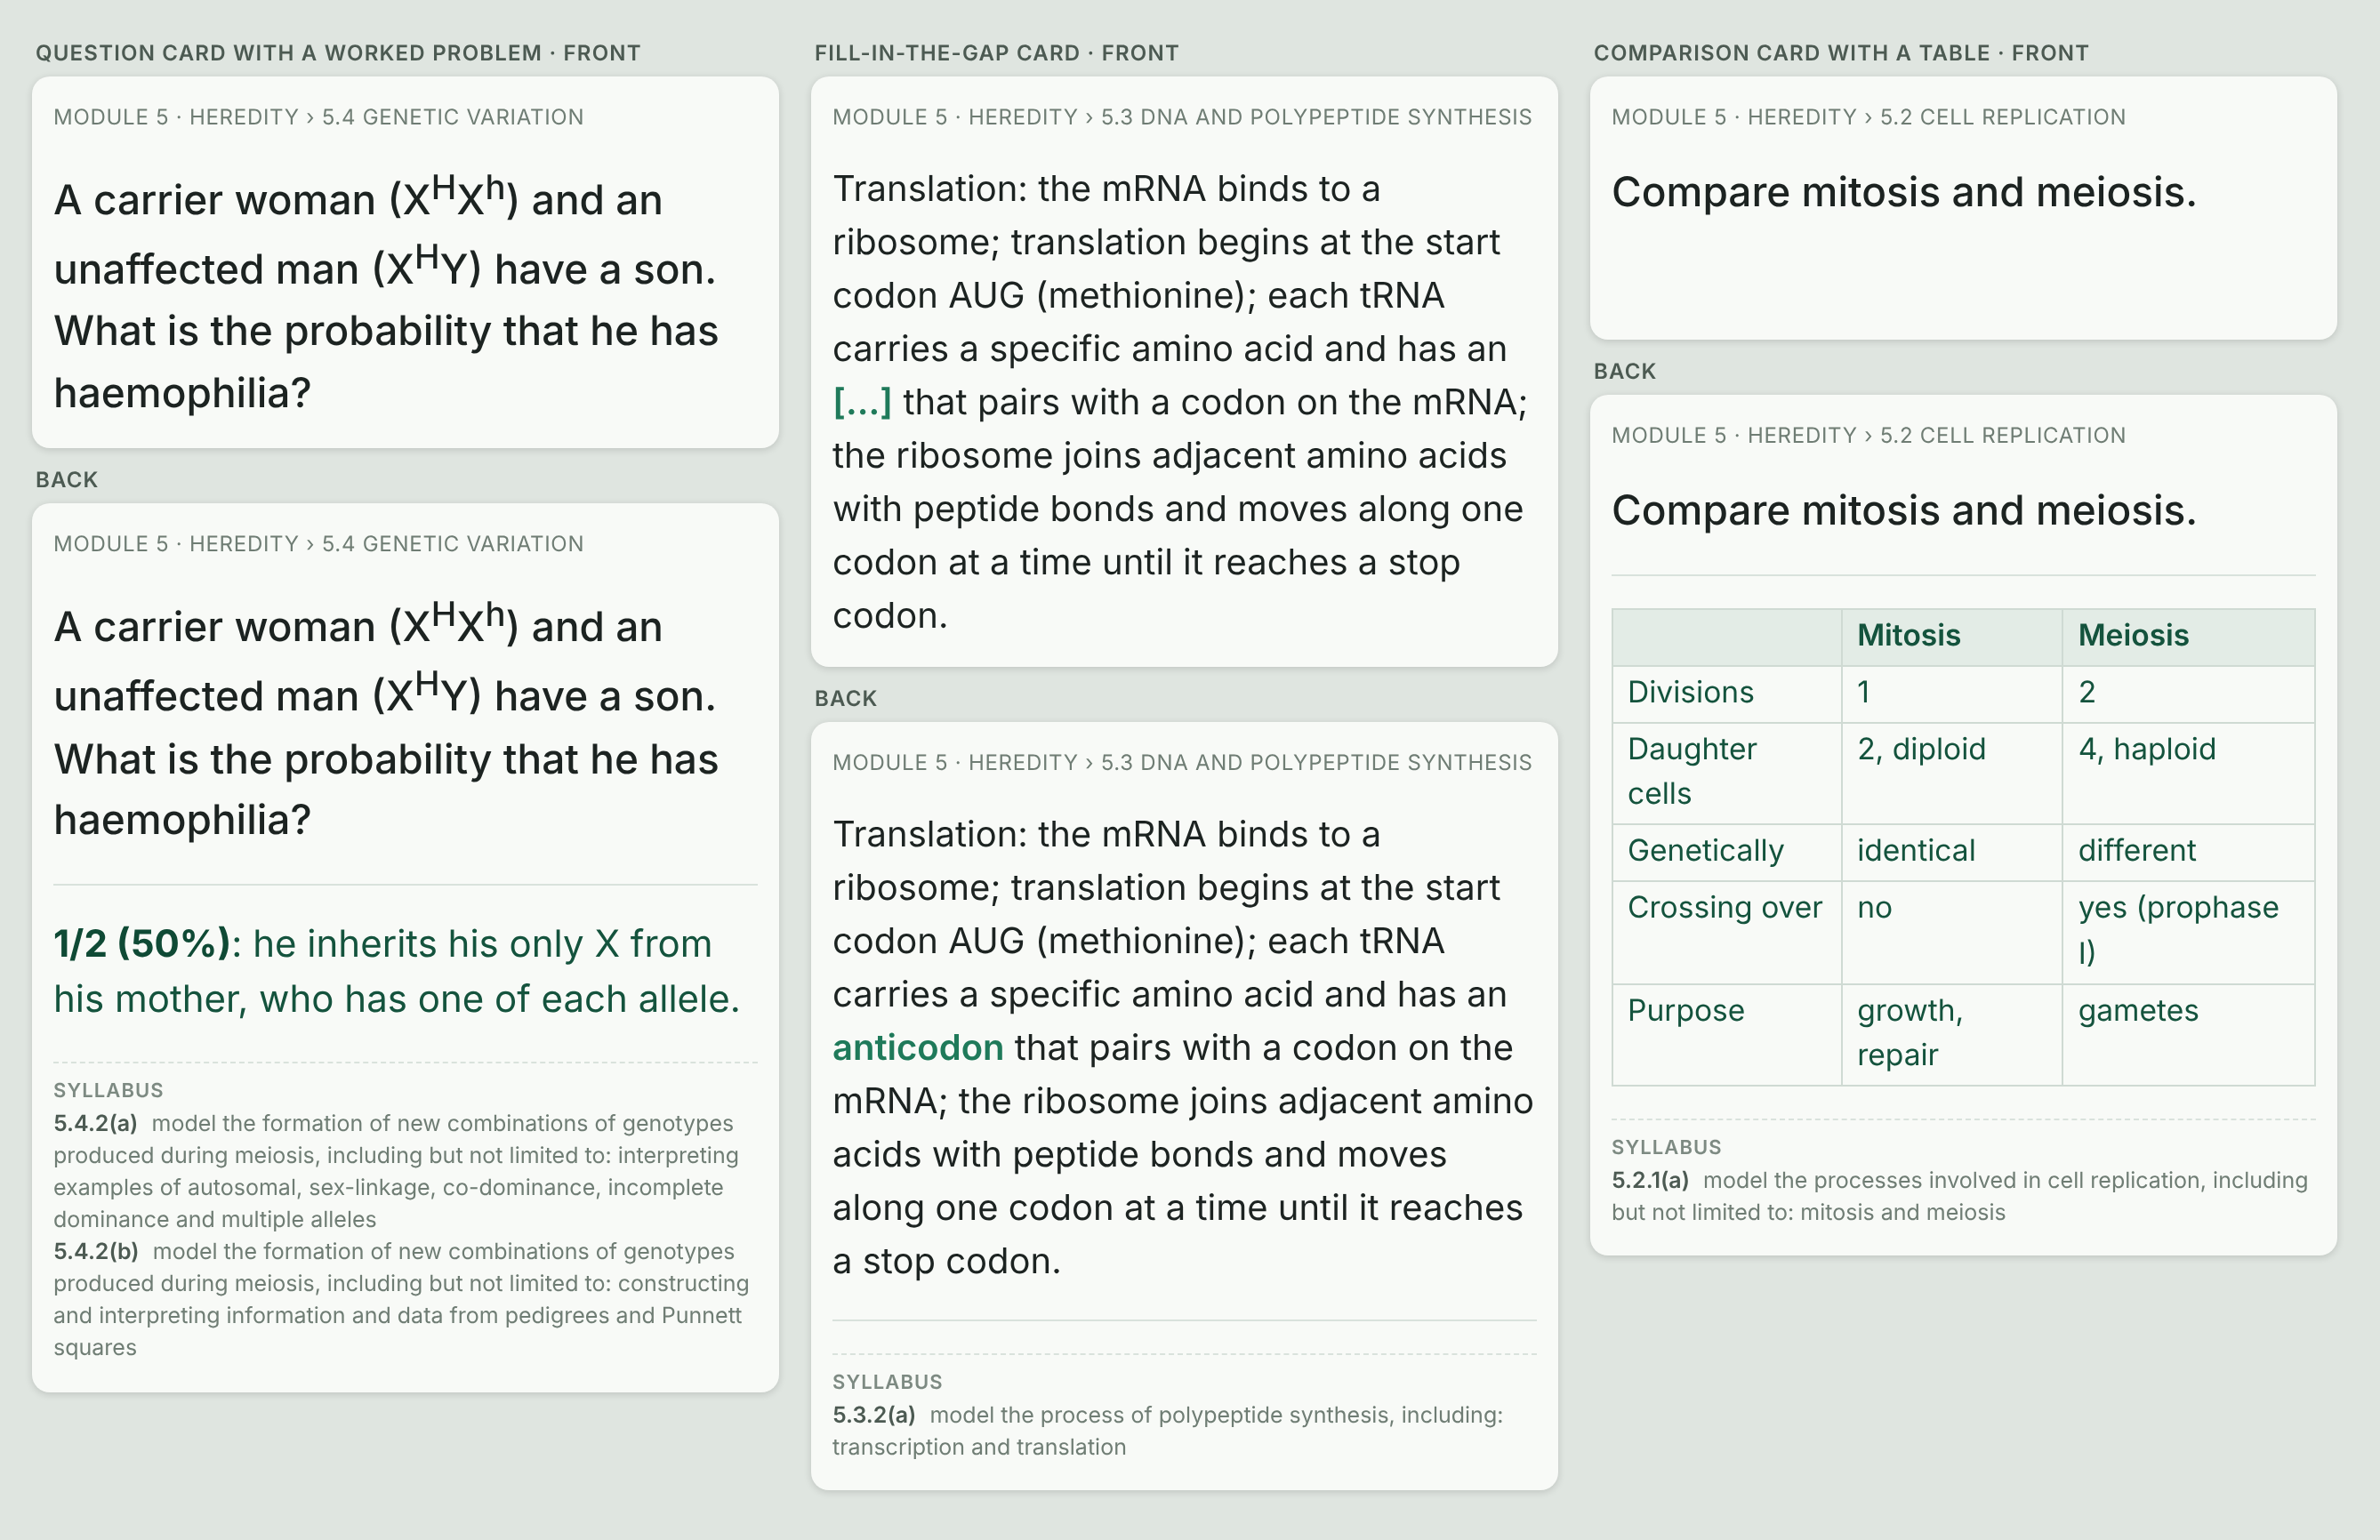 QUESTION CARD WITH A WORKED PROBLEM · FRONT
MODULE 5 · HEREDITY › 5.4 GENETIC VARIATION
A carrier woman (XᴴXʰ) and an
unaffected man (XᴴY) have a son.
What is the probability that he has
haemophilia?
BACK
MODULE 5 · HEREDITY › 5.4 GENETIC VARIATION
A carrier woman (XᴴXʰ) and an
unaffected man (XᴴY) have a son.
What is the probability that he has
haemophilia?
1/2 (50%): he inherits his only X from
his mother, who has one of each allele.
SYLLABUS
5.4.2(a) model the formation of new combinations of genotypes
produced during meiosis, including but not limited to: interpreting
examples of autosomal, sex-linkage, co-dominance, incomplete
dominance and multiple alleles
5.4.2(b) model the formation of new combinations of genotypes
produced during meiosis, including but not limited to: constructing
and interpreting information and data from pedigrees and Punnett
squares
FILL-IN-THE-GAP CARD · FRONT
MODULE 5 · HEREDITY › 5.3 DNA AND POLYPEPTIDE SYNTHESIS
Translation: the mRNA binds to a
ribosome; translation begins at the start
codon AUG (methionine); each tRNA
carries a specific amino acid and has an
[...] that pairs with a codon on the mRNA;
the ribosome joins adjacent amino acids
with peptide bonds and moves along one
codon at a time until it reaches a stop
codon.
BACK
MODULE 5 · HEREDITY › 5.3 DNA AND POLYPEPTIDE SYNTHESIS
Translation: the mRNA binds to a
ribosome; translation begins at the start
codon AUG (methionine); each tRNA
carries a specific amino acid and has an
anticodon that pairs with a codon on the
mRNA; the ribosome joins adjacent amino
acids with peptide bonds and moves
along one codon at a time until it reaches
a stop codon.
SYLLABUS
5.3.2(a) model the process of polypeptide synthesis, including:
transcription and translation
COMPARISON CARD WITH A TABLE · FRONT
MODULE 5 · HEREDITY › 5.2 CELL REPLICATION
Compare mitosis and meiosis.
BACK
MODULE 5 · HEREDITY › 5.2 CELL REPLICATION
Compare mitosis and meiosis.
Mitosis Meiosis
Divisions 1 2
Daughter cells 2, diploid 4, haploid
Genetically identical different
Crossing over no yes (prophase I)
Purpose growth, repair gametes
SYLLABUS
5.2.1(a) model the processes involved in cell replication, including
but not limited to: mitosis and meiosis